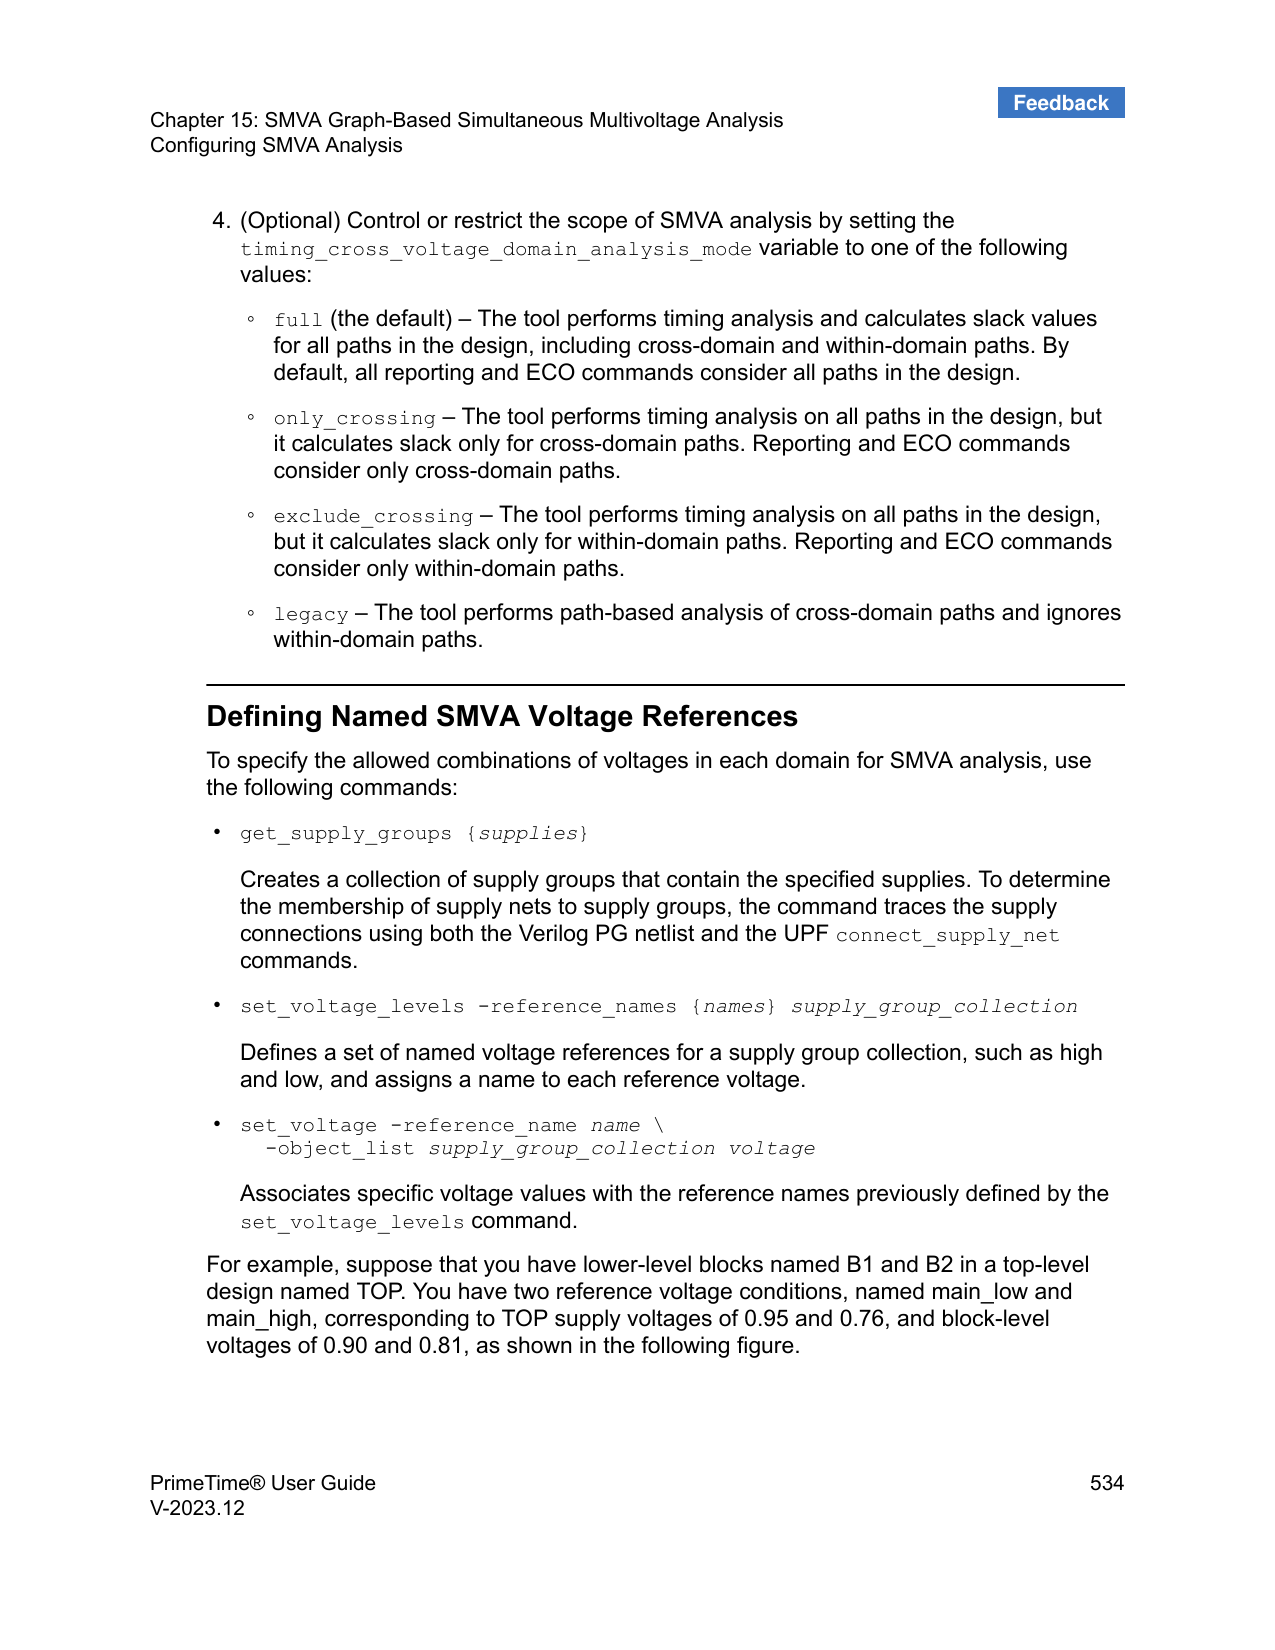 Feedback
Chapter 15: SMVA Graph-Based Simultaneous Multivoltage Analysis
Configuring SMVA Analysis
4. (Optional) Control or restrict the scope of SMVA analysis by setting the
timing_cross_voltage_domain_analysis_mode variable to one of the following
values:
◦ full (the default) – The tool performs timing analysis and calculates slack values
for all paths in the design, including cross-domain and within-domain paths. By
default, all reporting and ECO commands consider all paths in the design.
◦ only_crossing – The tool performs timing analysis on all paths in the design, but
it calculates slack only for cross-domain paths. Reporting and ECO commands
consider only cross-domain paths.
◦ exclude_crossing – The tool performs timing analysis on all paths in the design,
but it calculates slack only for within-domain paths. Reporting and ECO commands
consider only within-domain paths.
◦ legacy – The tool performs path-based analysis of cross-domain paths and ignores
within-domain paths.
Defining Named SMVA Voltage References
To specify the allowed combinations of voltages in each domain for SMVA analysis, use
the following commands:
• get_supply_groups {supplies}
Creates a collection of supply groups that contain the specified supplies. To determine
the membership of supply nets to supply groups, the command traces the supply
connections using both the Verilog PG netlist and the UPF connect_supply_net
commands.
• set_voltage_levels -reference_names {names} supply_group_collection
Defines a set of named voltage references for a supply group collection, such as high
and low, and assigns a name to each reference voltage.
• set_voltage -reference_name name \
-object_list supply_group_collection voltage
Associates specific voltage values with the reference names previously defined by the
set_voltage_levels command.
For example, suppose that you have lower-level blocks named B1 and B2 in a top-level
design named TOP. You have two reference voltage conditions, named main_low and
main_high, corresponding to TOP supply voltages of 0.95 and 0.76, and block-level
voltages of 0.90 and 0.81, as shown in the following figure.
PrimeTime® User Guide
534
V-2023.12